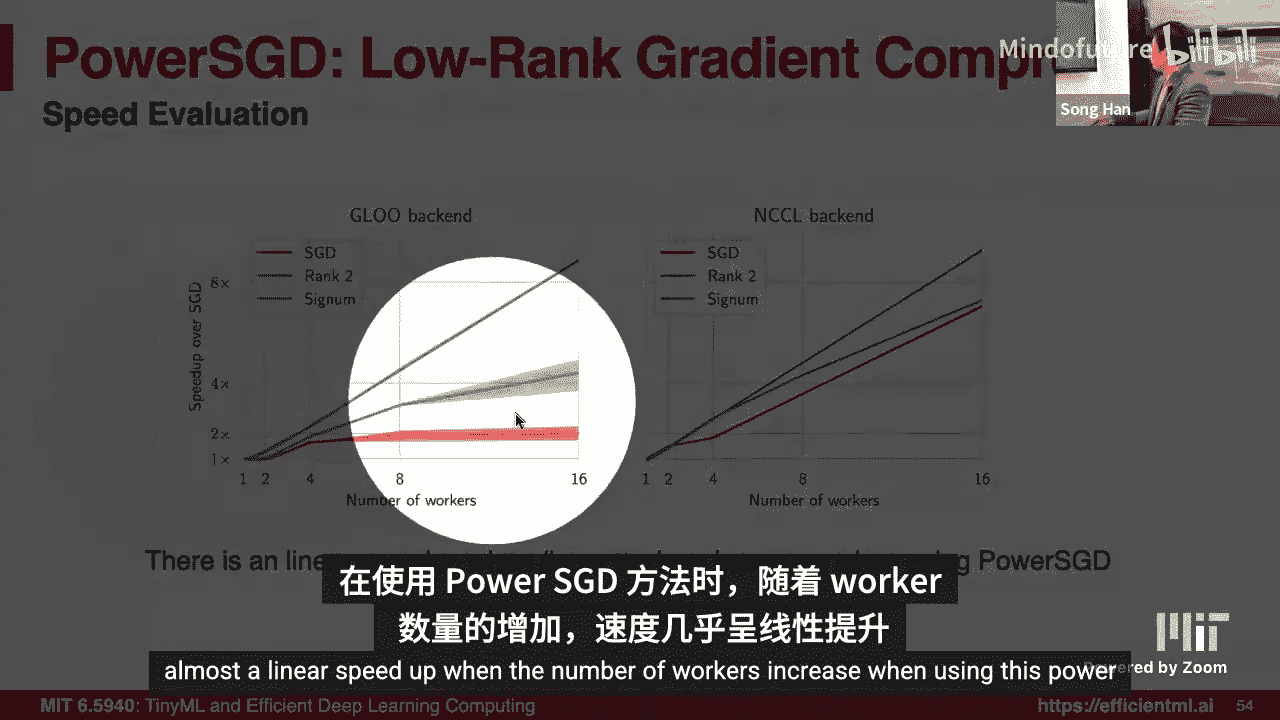 PowerSGD: Low-Rank Gradient
Mindofuture
bilibili
Speed Evaluation
Song Han
GLOO backend
SGD
Rank 2
Signum
Speedup over SGD
8×
4×
2×
1×
1 2 4 8 16
Number of workers
NCCL backend
SGD
Rank 2
Signum
1 2 4 8 16
Number of workers
There is an
PowerSGD
在使用 Power SGD 方法时，随着 worker
数量的增加，速度几乎呈线性提升
almost a linear speed up when the number of workers increase when using this power
MIT
Powered by Zoom
MIT 6.5940: TinyML and Efficient Deep Learning Computing
https://efficientml.ai
54